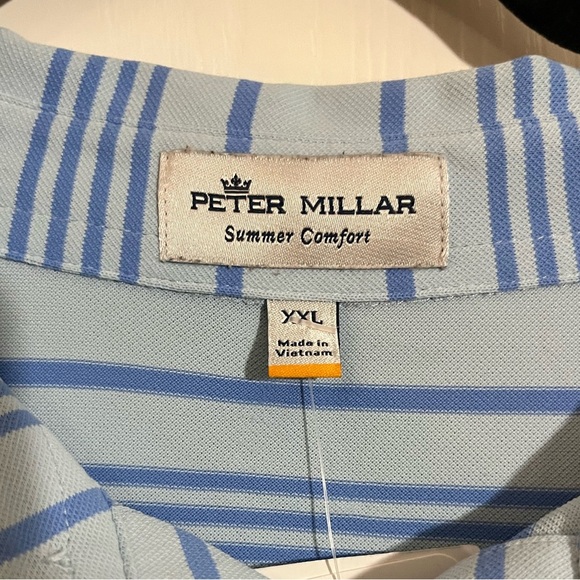 PETER MILLAR
Summer Comfort
XXL
Made in
Vietnam